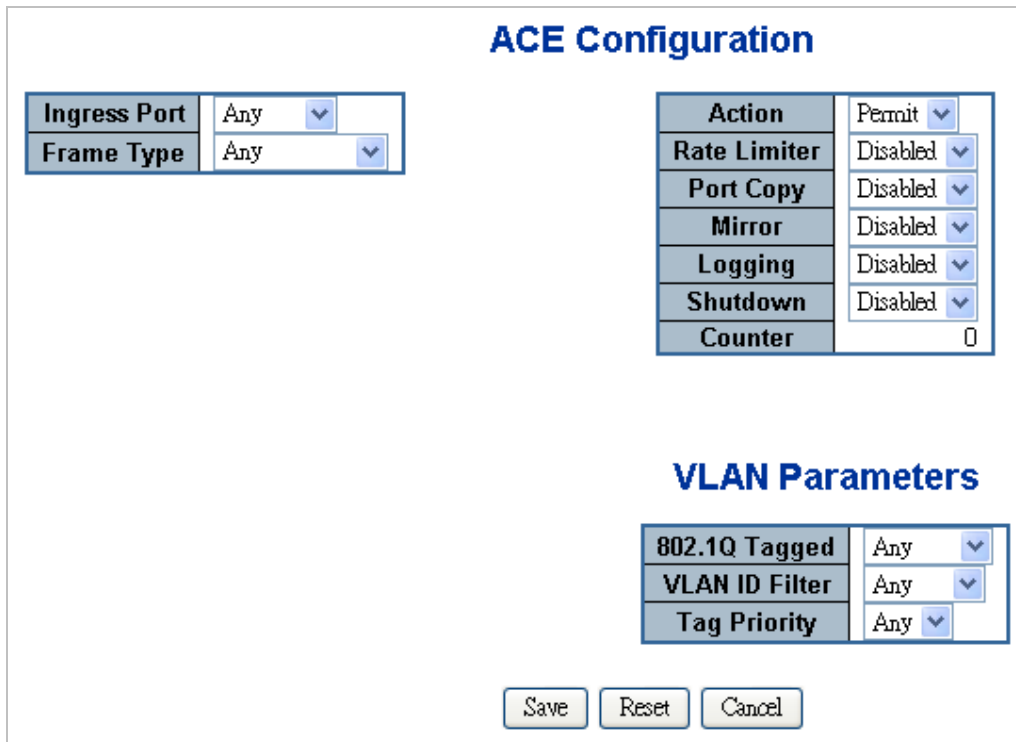 ACE Configuration
Ingress Port Any
Frame Type Any
Action Permit
Rate Limiter Disabled
Port Copy Disabled
Mirror Disabled
Logging Disabled
Shutdown Disabled
Counter 0
VLAN Parameters
802.1Q Tagged Any
VLAN ID Filter Any
Tag Priority Any
Save Reset Cancel